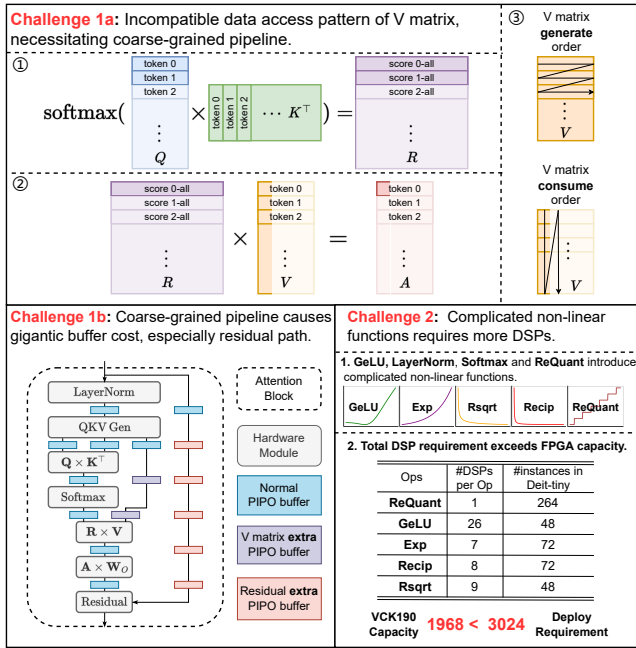 Challenge 1a: Incompatible data access pattern of V matrix,
necessitating coarse-grained pipeline.
①
token 0
token 1
token 2
⋮
Q
softmax( × ) =
token 0
token 1
token 2
⋯ K⊤
score 0-all
score 1-all
score 2-all
⋮
R
②
score 0-all
score 1-all
score 2-all
⋮
R
×
token 0
token 1
token 2
⋮
V
=
token 0
token 1
token 2
⋮
A
③
V matrix
generate
order
⋮
V
V matrix
consume
order
⋮
V
Challenge 1b: Coarse-grained pipeline causes
gigantic buffer cost, especially residual path.
LayerNorm
QKV Gen
Q × K⊤
Softmax
R × V
A × W_O
Residual
Attention
Block
Hardware
Module
Normal
PIPO buffer
V matrix extra
PIPO buffer
Residual extra
PIPO buffer
Challenge 2: Complicated non-linear
functions requires more DSPs.
1. GeLU, LayerNorm, Softmax and ReQuant introduce
complicated non-linear functions.
GeLU Exp Rsqrt Recip ReQuant
2. Total DSP requirement exceeds FPGA capacity.
Ops #DSPs per Op #instances in Deit-tiny
ReQuant 1 264
GeLU 26 48
Exp 7 72
Recip 8 72
Rsqrt 9 48
VCK190 Capacity 1968 < 3024 Deploy Requirement